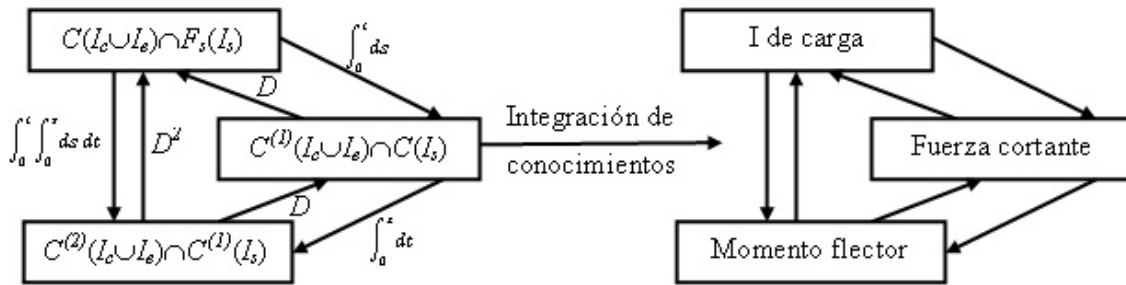 C(I_c∪I_e)∩F_s(I_s)
∫_0^t ds
D
∫_0^t ∫_0^s ds dt
D²
C^(1)(I_c∪I_e)∩C(I_s)
D
∫_0^s dt
C^(2)(I_c∪I_e)∩C^(1)(I_s)
Integración de
conocimientos
I de carga
Fuerza cortante
Momento flector